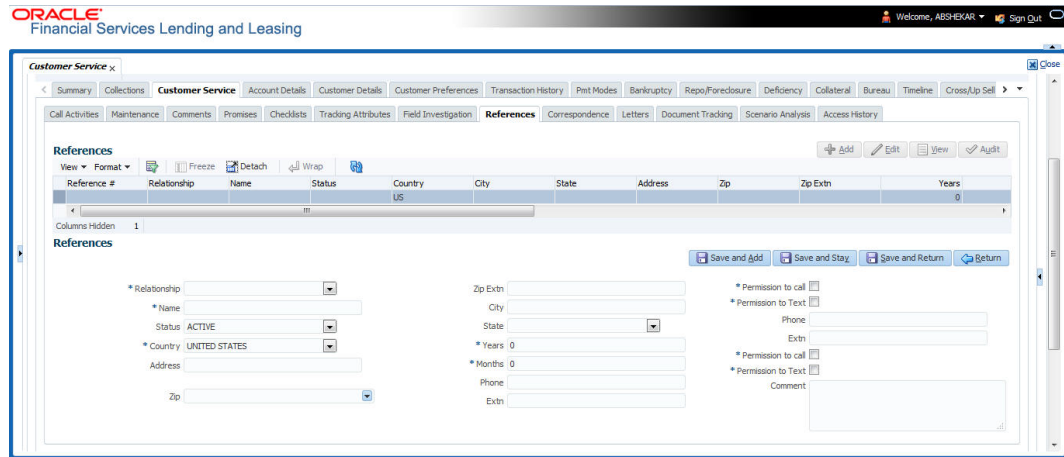 ORACLE
Financial Services Lending and Leasing
Welcome, ABSHEKAR Sign Out
Customer Service x
Close
Summary Collections Customer Service Account Details Customer Details Customer Preferences Transaction History Pmt Modes Bankruptcy Repo/Foreclosure Deficiency Collateral Bureau Timeline Cross/Up Sell
Call Activities Maintenance Comments Promises Checklists Tracking Attributes Field Investigation References Correspondence Letters Document Tracking Scenario Analysis Access History
References
Add Edit View Audit
View Format Freeze Detach Wrap
Reference # Relationship Name Status Country City State Address Zip Zip Extn Years
US 0
Columns Hidden 1
References
Save and Add Save and Stay Save and Return Return
* Relationship
* Name
Status ACTIVE
* Country UNITED STATES
Address
Zip
Zip Extn
City
State
* Years 0
* Months 0
Phone
Extn
* Permission to call
* Permission to Text
Phone
Extn
* Permission to call
* Permission to Text
Comment